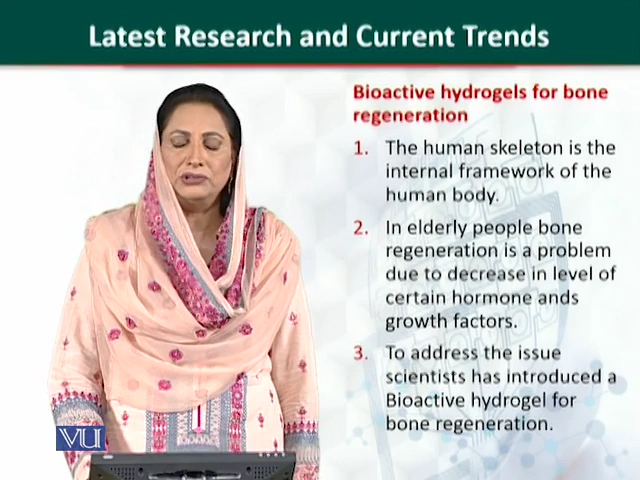 Latest Research and Current Trends
Bioactive hydrogels for bone
regeneration
1. The human skeleton is the
internal framework of the
human body.
2. In elderly people bone
regeneration is a problem
due to decrease in level of
certain hormone ands
growth factors.
3. To address the issue
scientists has introduced a
Bioactive hydrogel for
bone regeneration.
VU